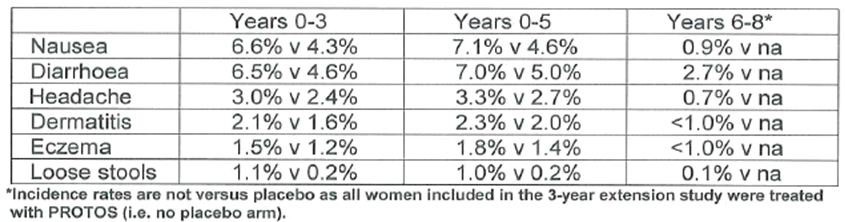 Years 0-3 Years 0-5 Years 6-8*
Nausea 6.6% v 4.3% 7.1% v 4.6% 0.9% v na
Diarrhoea 6.5% v 4.6% 7.0% v 5.0% 2.7% v na
Headache 3.0% v 2.4% 3.3% v 2.7% 0.7% v na
Dermatitis 2.1% v 1.6% 2.3% v 2.0% <1.0% v na
Eczema 1.5% v 1.2% 1.8% v 1.4% <1.0% v na
Loose stools 1.1% v 0.2% 1.0% v 0.2% 0.1% v na
*Incidence rates are not versus placebo as all women included in the 3-year extension study were treated
with PROTOS (i.e. no placebo arm).